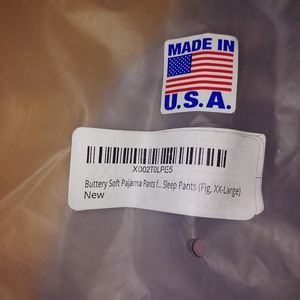 MADE IN
U.S.A.
X002T0LPE5
Buttery Soft Pajama Pants f... Sleep Pants (Fig, XX-Large)
New